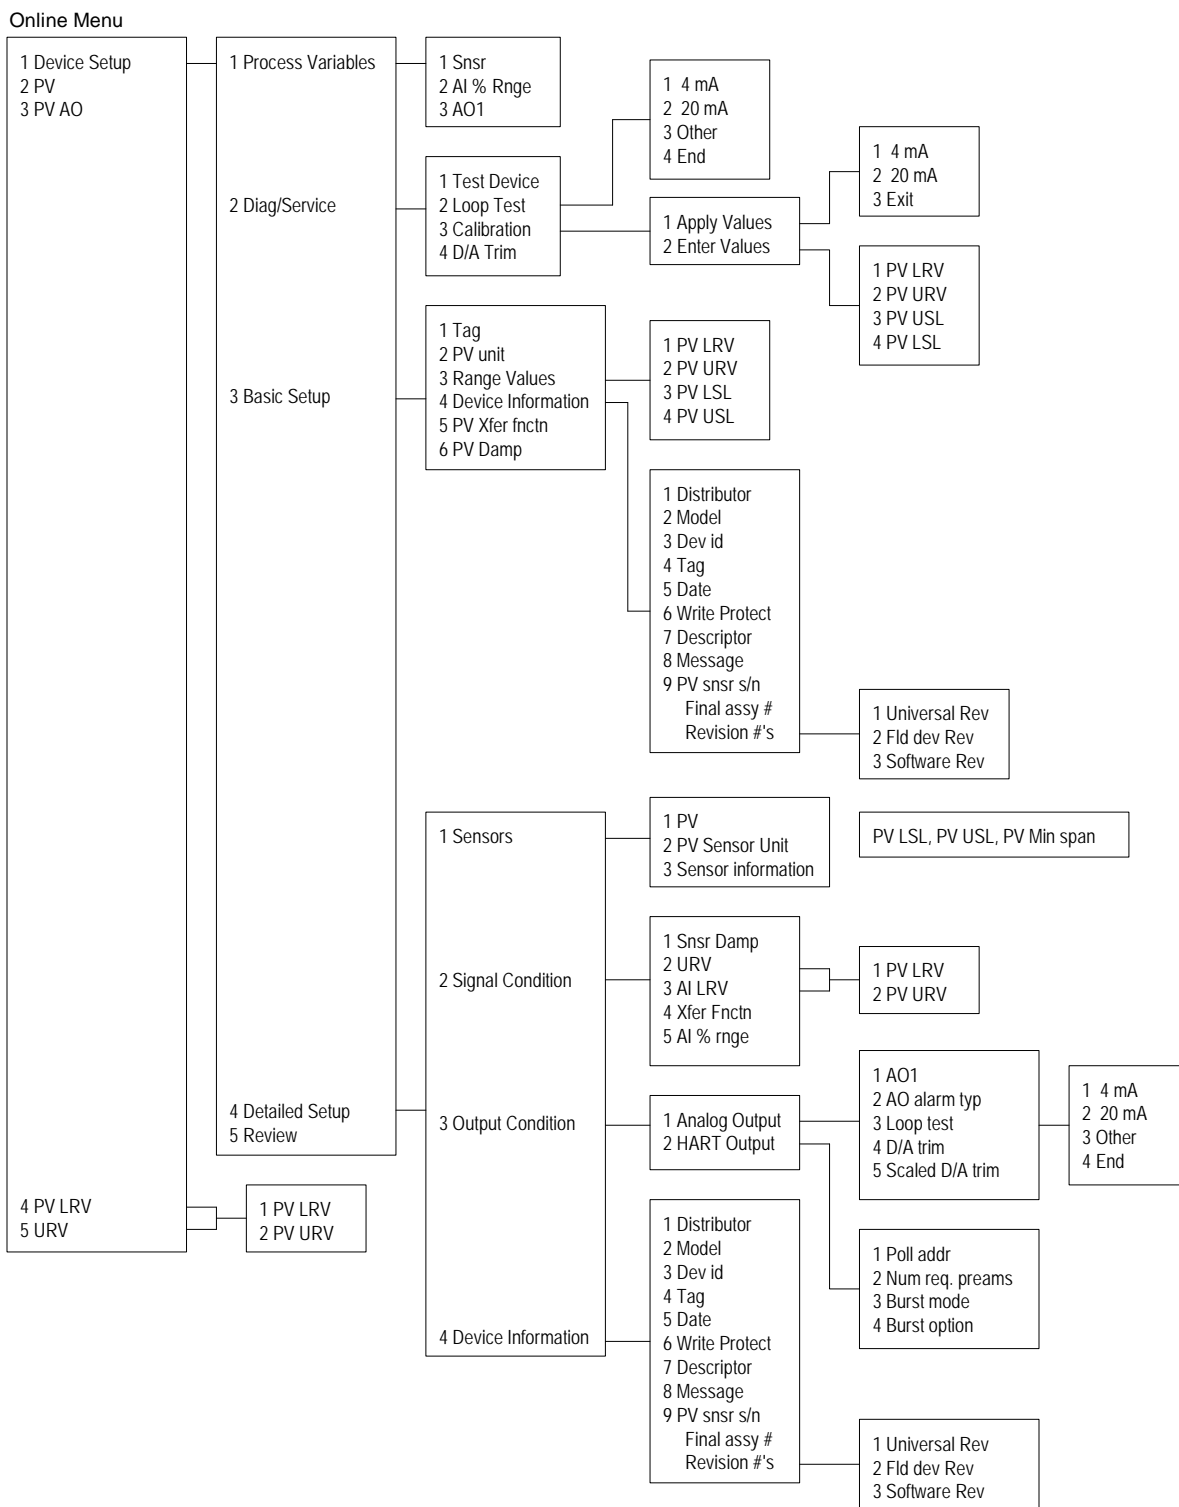 Online Menu
1 Device Setup
2 PV
3 PV AO
4 PV LRV
5 URV
1 PV LRV
2 PV URV
1 Process Variables
2 Diag/Service
3 Basic Setup
4 Detailed Setup
5 Review
1 Snsr
2 AI % Rnge
3 AO1
1 Test Device
2 Loop Test
3 Calibration
4 D/A Trim
1 4 mA
2 20 mA
3 Other
4 End
1 Apply Values
2 Enter Values
1 4 mA
2 20 mA
3 Exit
1 PV LRV
2 PV URV
3 PV USL
4 PV LSL
1 Tag
2 PV unit
3 Range Values
4 Device Information
5 PV Xfer fnctn
6 PV Damp
1 PV LRV
2 PV URV
3 PV LSL
4 PV USL
1 Distributor
2 Model
3 Dev id
4 Tag
5 Date
6 Write Protect
7 Descriptor
8 Message
9 PV snsr s/n
Final assy #
Revision #'s
1 Universal Rev
2 Fld dev Rev
3 Software Rev
1 Sensors
2 Signal Condition
3 Output Condition
4 Device Information
1 PV
2 PV Sensor Unit
3 Sensor information
PV LSL, PV USL, PV Min span
1 Snsr Damp
2 URV
3 AI LRV
4 Xfer Fnctn
5 AI % rnge
1 PV LRV
2 PV URV
1 Analog Output
2 HART Output
1 AO1
2 AO alarm typ
3 Loop test
4 D/A trim
5 Scaled D/A trim
1 4 mA
2 20 mA
3 Other
4 End
1 Poll addr
2 Num req. preams
3 Burst mode
4 Burst option
1 Distributor
2 Model
3 Dev id
4 Tag
5 Date
6 Write Protect
7 Descriptor
8 Message
9 PV snsr s/n
Final assy #
Revision #'s
1 Universal Rev
2 Fld dev Rev
3 Software Rev